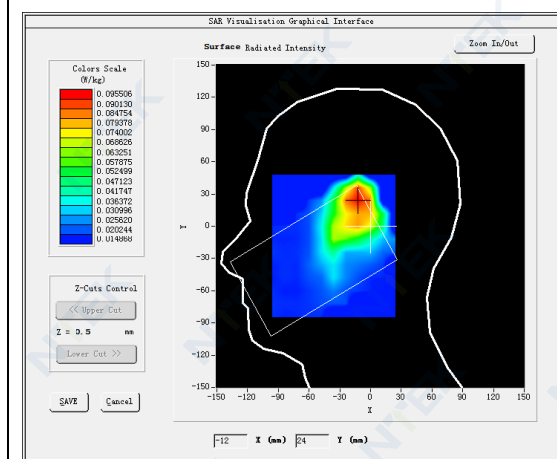 SAR Visualisation Graphical Interface
Surface Radiated Intensity
Zoom In/Out
Colors Scale
(W/kg)
0.095506
0.090130
0.084754
0.079378
0.074002
0.068626
0.063251
0.057875
0.052499
0.047123
0.041747
0.036372
0.030996
0.025620
0.020244
0.014868
Z-Cuts Control
<< Upper Cut
Z = 3.5 mm
Lower Cut >>
SAVE Cancel
150
120
90
60
30
0
-30
-60
-90
-120
-150
Y
-150 -120 -90 -60 -30 0 30 60 90 120 150
X
-12 X (mm) 24 Y (mm)
NTEK